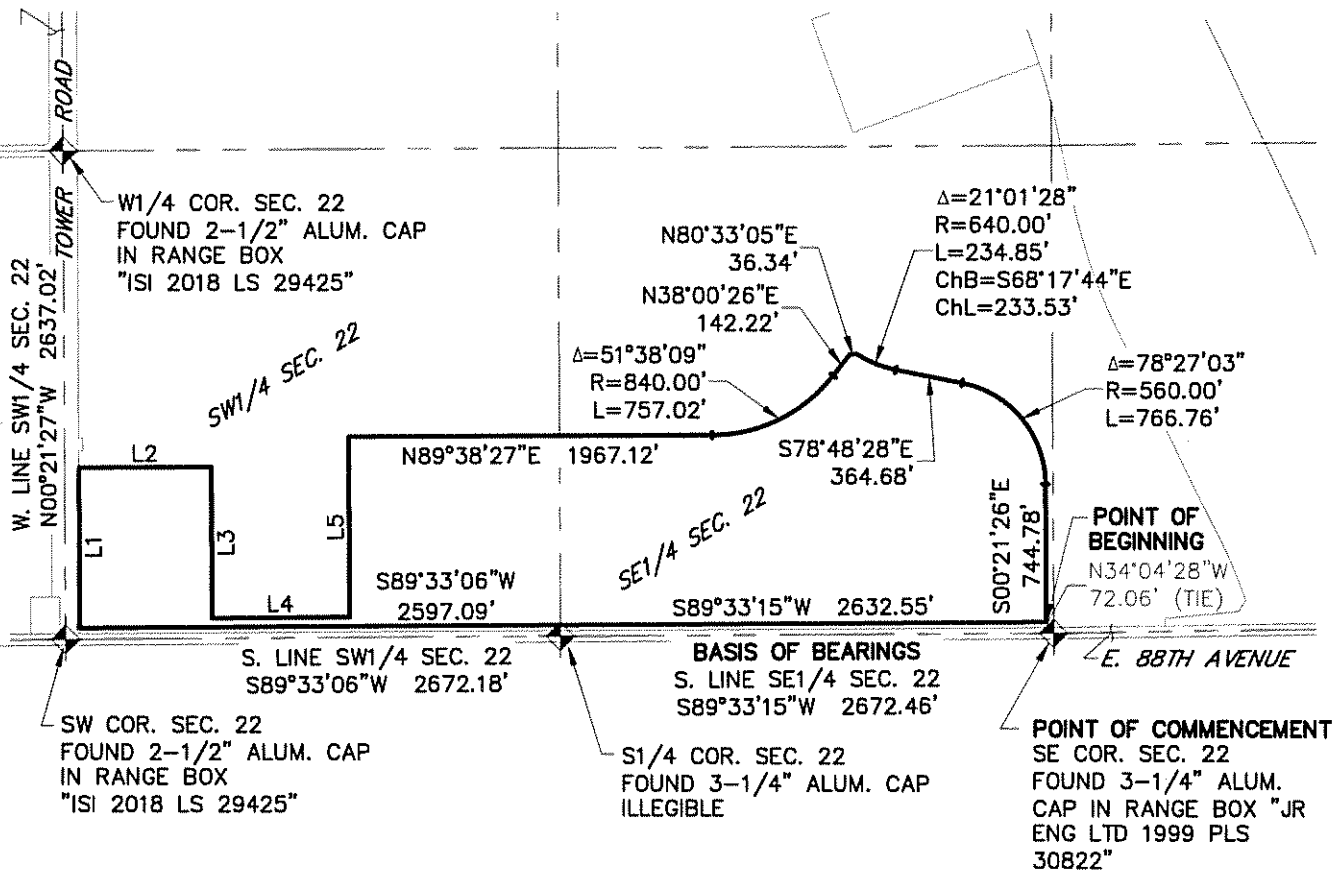 TOWER ROAD
W1/4 COR. SEC. 22
FOUND 2-1/2" ALUM. CAP
IN RANGE BOX
"ISI 2018 LS 29425"
W. LINE SW1/4 SEC. 22
N00°21'27"W 2637.02'
SW1/4 SEC. 22
N80°33'05"E
36.34'
N38°00'26"E
142.22'
Δ=51°38'09"
R=840.00'
L=757.02'
Δ=21°01'28"
R=640.00'
L=234.85'
ChB=S68°17'44"E
ChL=233.53'
Δ=78°27'03"
R=560.00'
L=766.76'
S78°48'28"E
364.68'
N89°38'27"E 1967.12'
L2
L1
L3
L5
L4
SE1/4 SEC. 22
S00°21'26"E
744.78'
POINT OF
BEGINNING
N34°04'28"W
72.06' (TIE)
S89°33'06"W
2597.09'
S89°33'15"W 2632.55'
S. LINE SW1/4 SEC. 22
S89°33'06"W 2672.18'
BASIS OF BEARINGS
S. LINE SE1/4 SEC. 22
S89°33'15"W 2672.46'
E. 88TH AVENUE
SW COR. SEC. 22
FOUND 2-1/2" ALUM. CAP
IN RANGE BOX
"ISI 2018 LS 29425"
S1/4 COR. SEC. 22
FOUND 3-1/4" ALUM. CAP
ILLEGIBLE
POINT OF COMMENCEMENT
SE COR. SEC. 22
FOUND 3-1/4" ALUM.
CAP IN RANGE BOX "JR
ENG LTD 1999 PLS
30822"